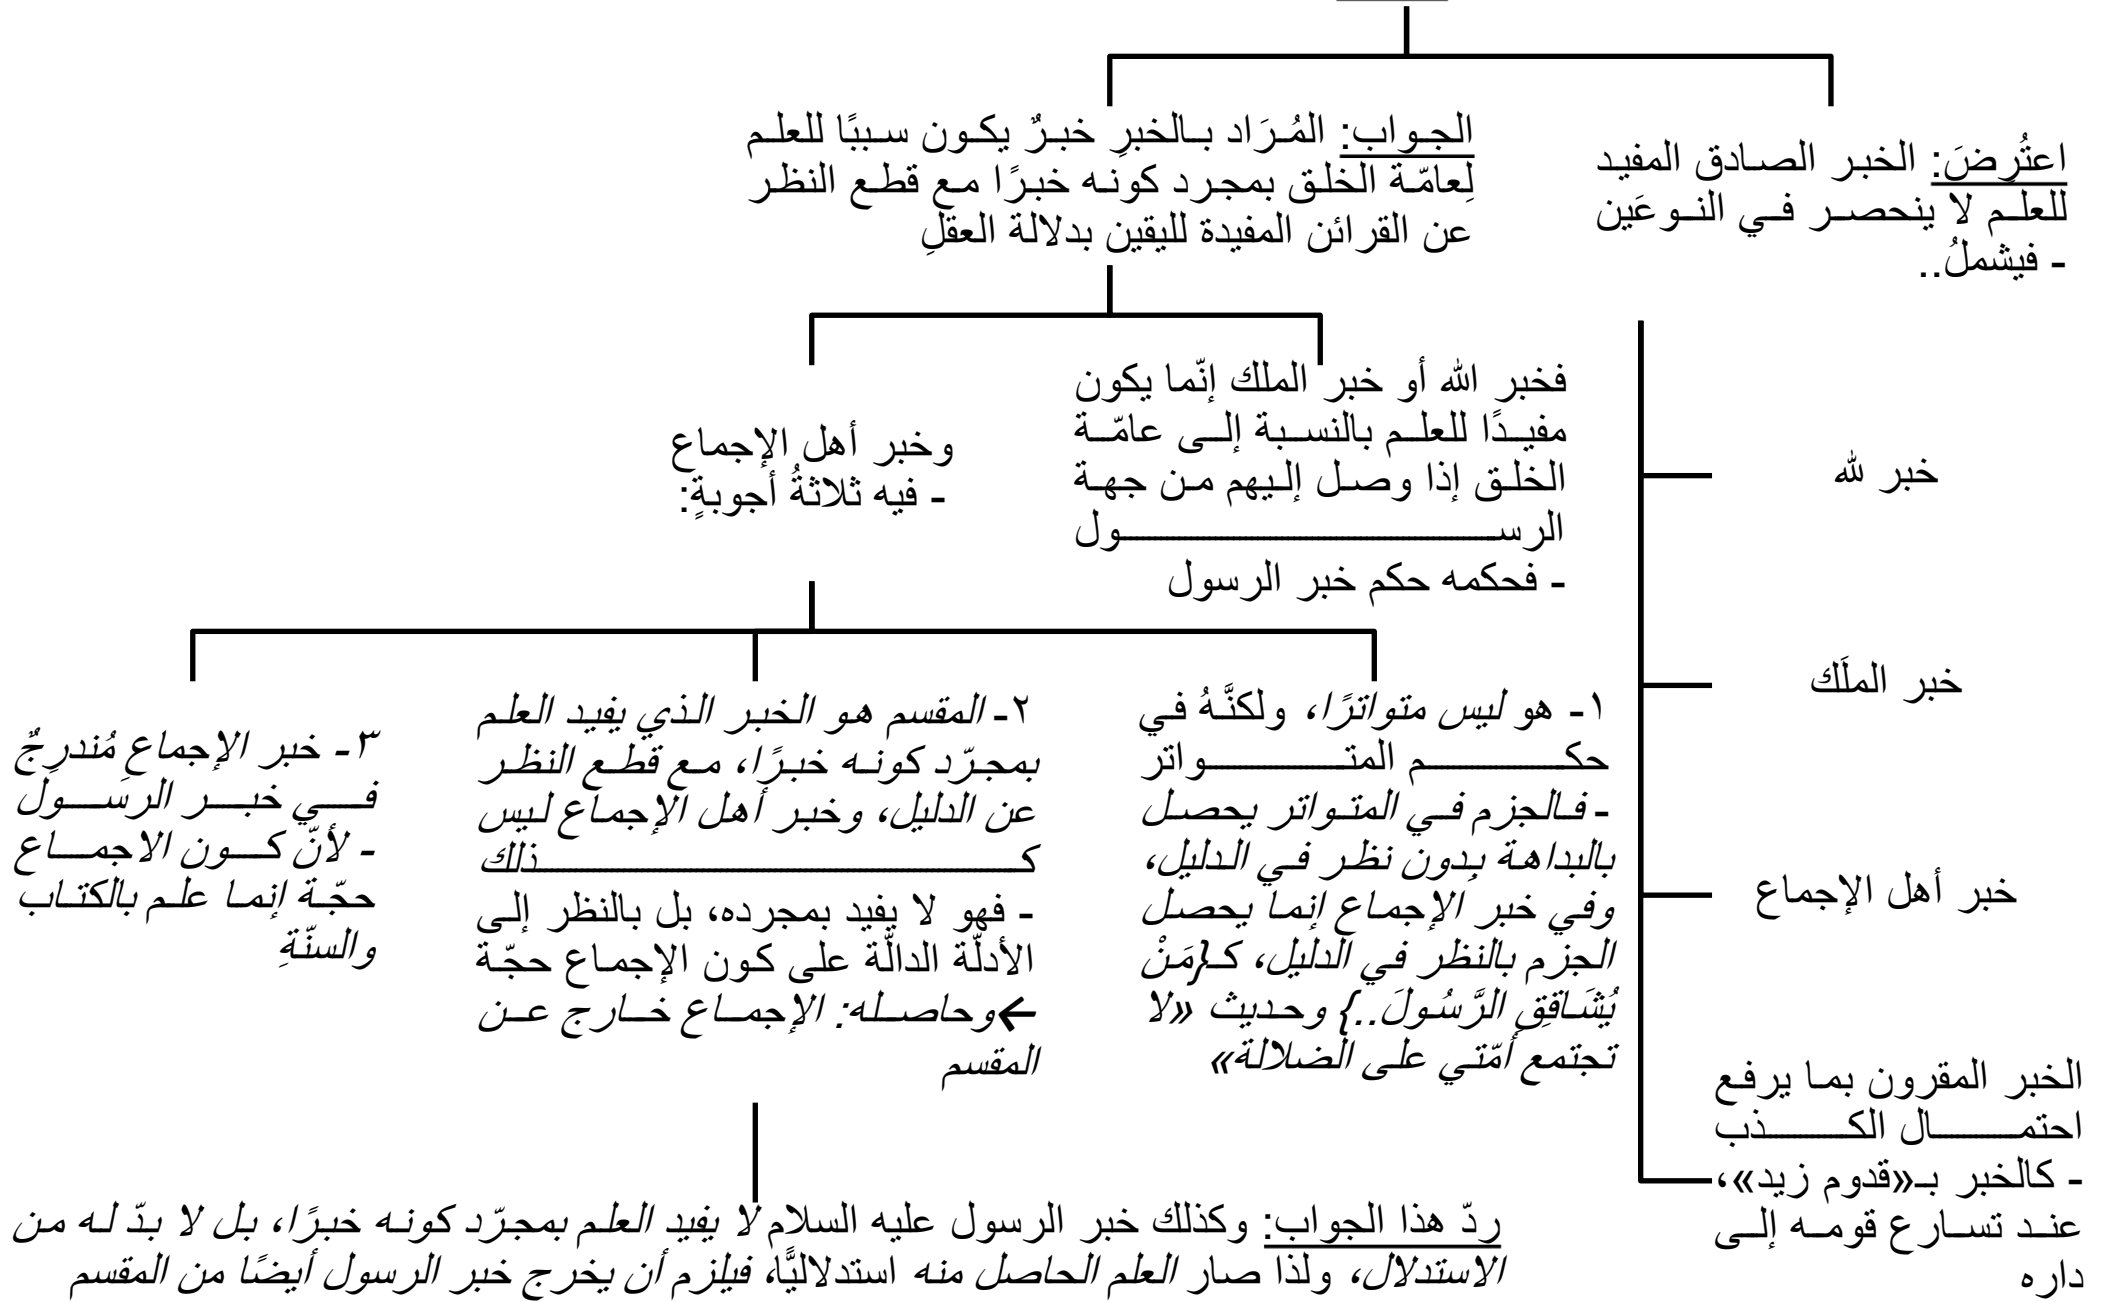 اعتُرِضَ: الخبر الصادق المفيد
للعلم لا ينحصر في النوعَين
- فيشملُ..
خبر لله
خبر الملَك
خبر أهل الإجماع
الخبر المقرون بما يرفع
احتمال الكذب
- كالخبر بـ«قدوم زيد»،
عند تسارع قومه إلى
داره
الجواب: المُرَاد بالخبرِ خبرٌ يكون سببًا للعلم
لِعامّة الخلق بمجرد كونه خبرًا مع قطع النظر
عن القرائن المفيدة لليقين بدلالة العقلِ
فخبر الله أو خبر الملك إنّما يكون
مفيدًا للعلم بالنسبة إلى عامّة
الخلق إذا وصل إليهم من جهة
الرسول
- فحكمه حكم خبر الرسول
وخبر أهل الإجماع
- فيه ثلاثةُ أجوبةٍ:
١- هو ليس متواترًا، ولكنَّهُ في
حكم المتواتر
- فالجزم في المتواتر يحصل
بالبداهة بِدون نظر في الدليل،
وفي خبر الإجماع إنما يحصل
الجزم بالنظر في الدليل، كـ{مَنْ
يُشَاقِقِ الرَّسُولَ..} وحديث «لا
تجتمع أمّتي على الضلالة»
٢- المقسم هو الخبر الذي يفيد العلم
بمجرّد كونه خبرًا، مع قطع النظر
عن الدليل، وخبر أهل الإجماع ليس
كذلك
- فهو لا يفيد بمجرده، بل بالنظر إلى
الأدلّة الدالّة على كون الإجماع حجّة
←وحاصله: الإجماع خارج عن
المقسم
٣- خبر الإجماعِ مُندرِجٌ
في خبر الرسول
- لأنّ كون الاجماع
حجّة إنما علم بالكتاب
والسنّةِ
ردّ هذا الجواب: وكذلك خبر الرسول عليه السلام لا يفيد العلم بمجرّد كونه خبرًا، بل لا بدّ له من
الاستدلال، ولذا صار العلم الحاصل منه استدلاليًّا، فيلزم أن يخرج خبر الرسول أيضًا من المقسم